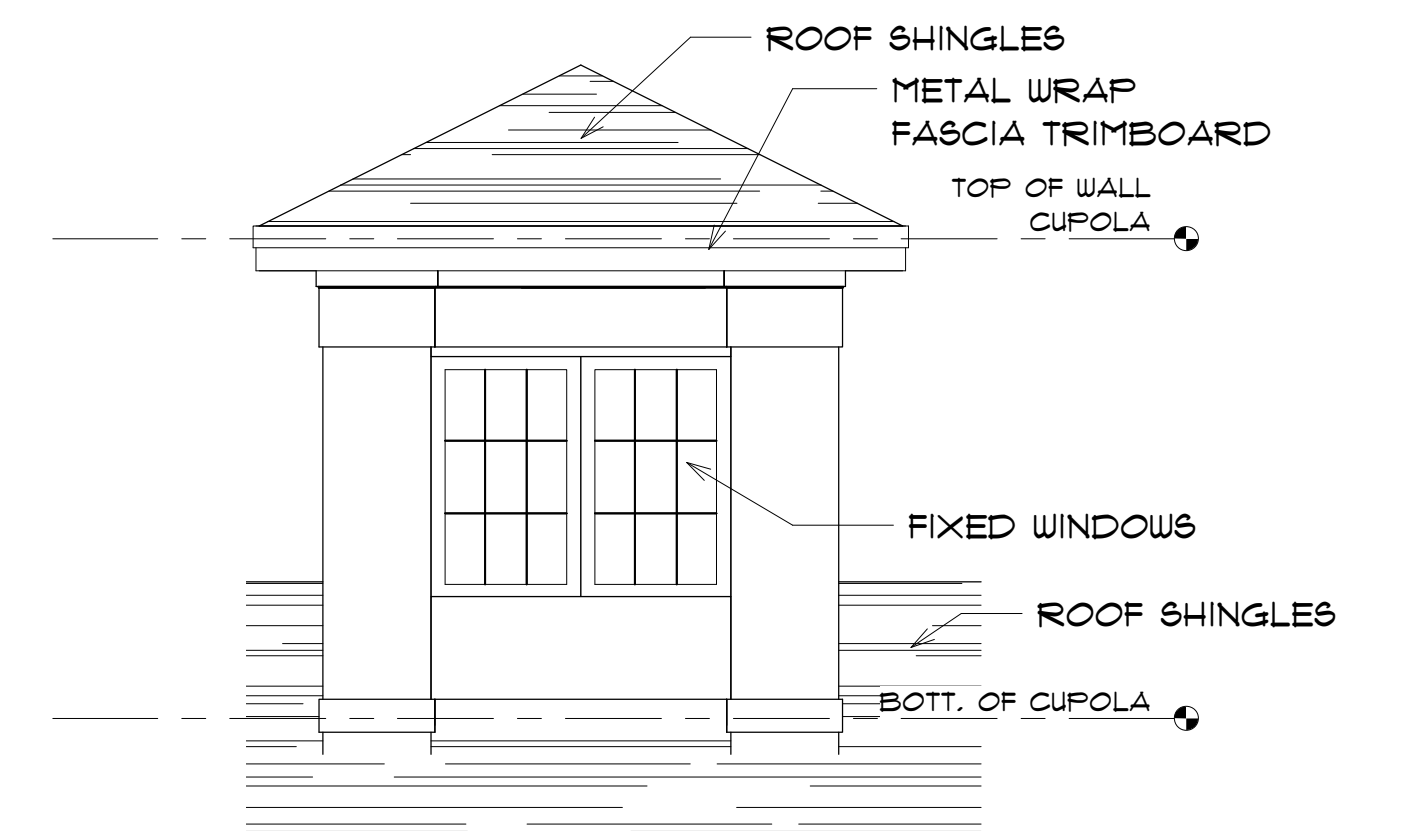 ROOF SHINGLES
METAL WRAP
FASCIA TRIMBOARD
TOP OF WALL
CUPOLA
FIXED WINDOWS
ROOF SHINGLES
BOTT. OF CUPOLA